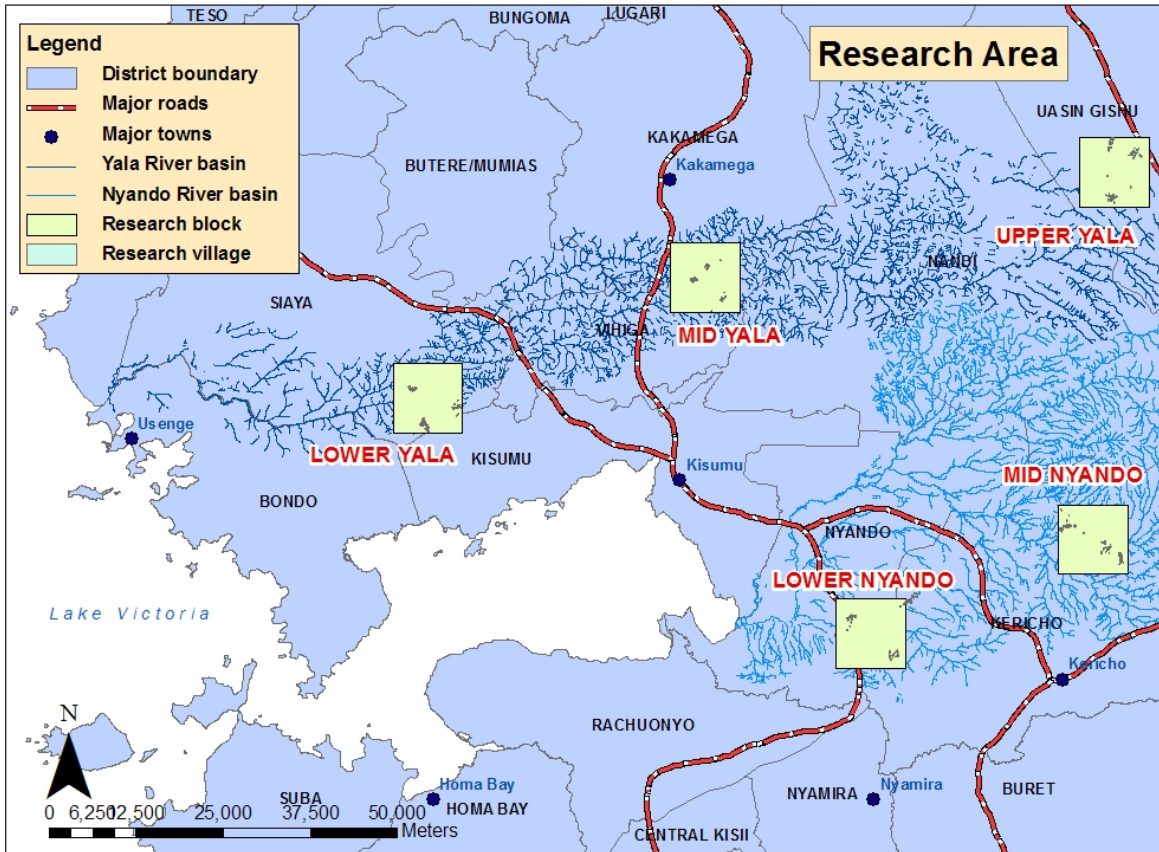 TESO
BUNGOMA
LUGARI
Legend
District boundary
Major roads
Major towns
Yala River basin
Nyando River basin
Research block
Research village
Research Area
UASIN GISHU
KAKAMEGA
Kakamega
BUTERE/MUMIAS
UPPER YALA
NANDI
SIAYA
VIHIGA
MID YALA
Usenge
LOWER YALA
KISUMU
Kisumu
BONDO
MID NYANDO
NYANDO
LOWER NYANDO
Lake Victoria
KERICHO
Kericho
RACHUONYO
N
Homa Bay
Nyamira
SUBA
HOMA BAY
NYAMIRA
BURET
0 6,250 12,500 25,000 37,500 50,000
Meters
CENTRAL KISII